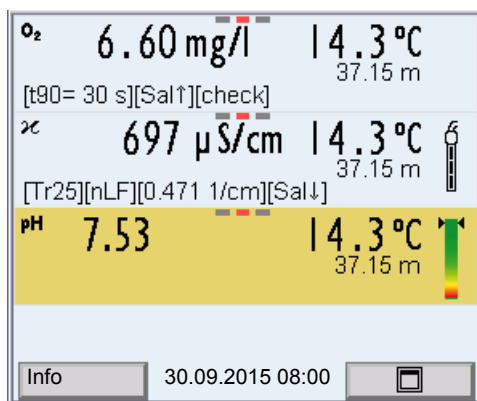 O₂ 6.60 mg/l 14.3 °C
37.15 m
[t90= 30 s][Sal↑][check]
ϰ 697 µS/cm 14.3 °C
37.15 m
[Tr25][nLF][0.471 1/cm][Sal↓]
pH 7.53 14.3 °C
37.15 m
Info 30.09.2015 08:00